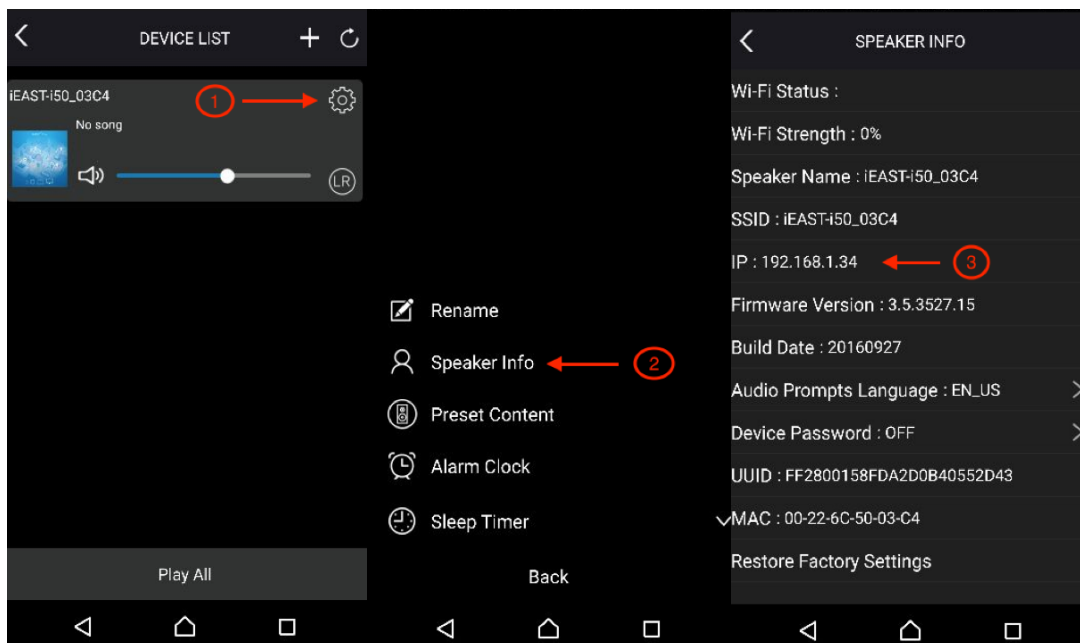 DEVICE LIST
iEAST-i50_03C4
1
No song
LR
Play All
Rename
Speaker Info
2
Preset Content
Alarm Clock
Sleep Timer
Back
SPEAKER INFO
Wi-Fi Status :
Wi-Fi Strength : 0%
Speaker Name : iEAST-i50_03C4
SSID : iEAST-i50_03C4
IP : 192.168.1.34
3
Firmware Version : 3.5.3527.15
Build Date : 20160927
Audio Prompts Language : EN_US
Device Password : OFF
UUID : FF2800158FDA2D0B40552D43
MAC : 00-22-6C-50-03-C4
Restore Factory Settings